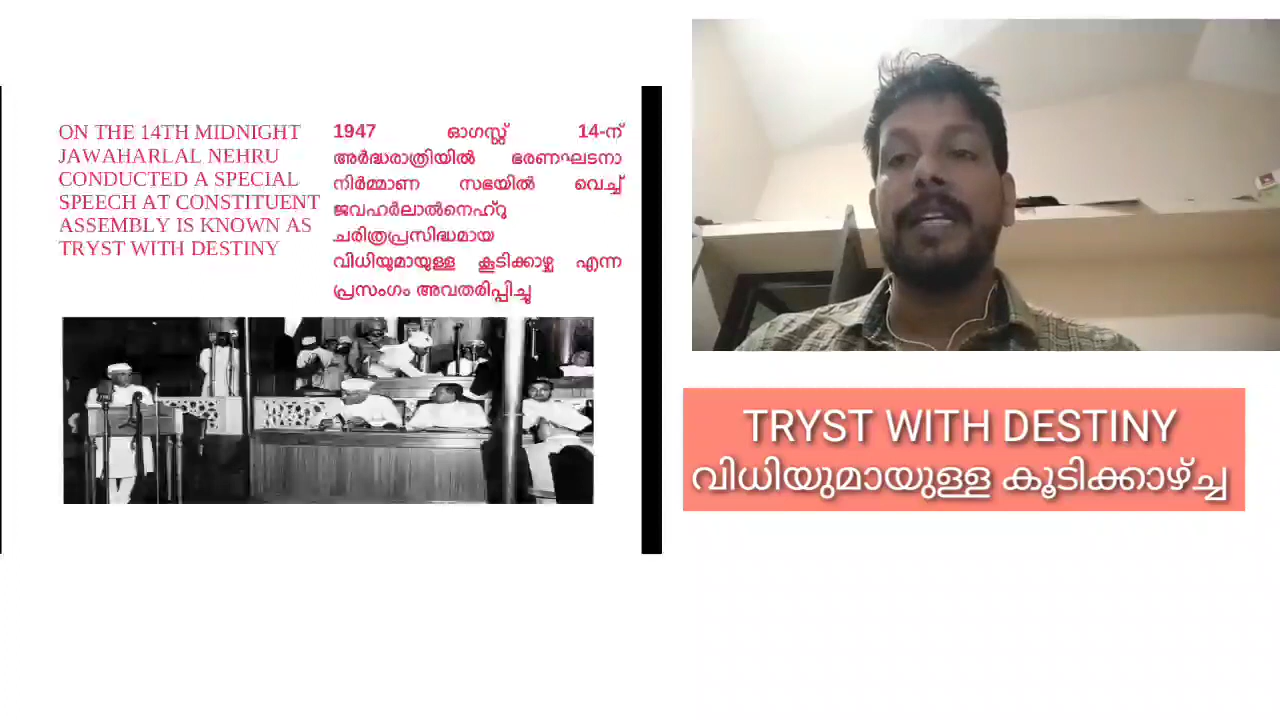 ON THE 14TH MIDNIGHT
JAWAHARLAL NEHRU
CONDUCTED A SPECIAL
SPEECH AT CONSTITUENT
ASSEMBLY IS KNOWN AS
TRYST WITH DESTINY
1947 ഓഗസ്റ്റ് 14-ന്
അർദ്ധരാത്രിയിൽ ഭരണഘടനാ
നിർമ്മാണ സഭയിൽ വെച്ച്
ജവഹർലാൽനെഹ്റു
ചരിത്രപ്രസിദ്ധമായ
വിധിയുമായുള്ള കൂടിക്കാഴ്ച എന്ന
പ്രസംഗം അവതരിപ്പിച്ചു
TRYST WITH DESTINY
വിധിയുമായുള്ള കൂടിക്കാഴ്ച്ച